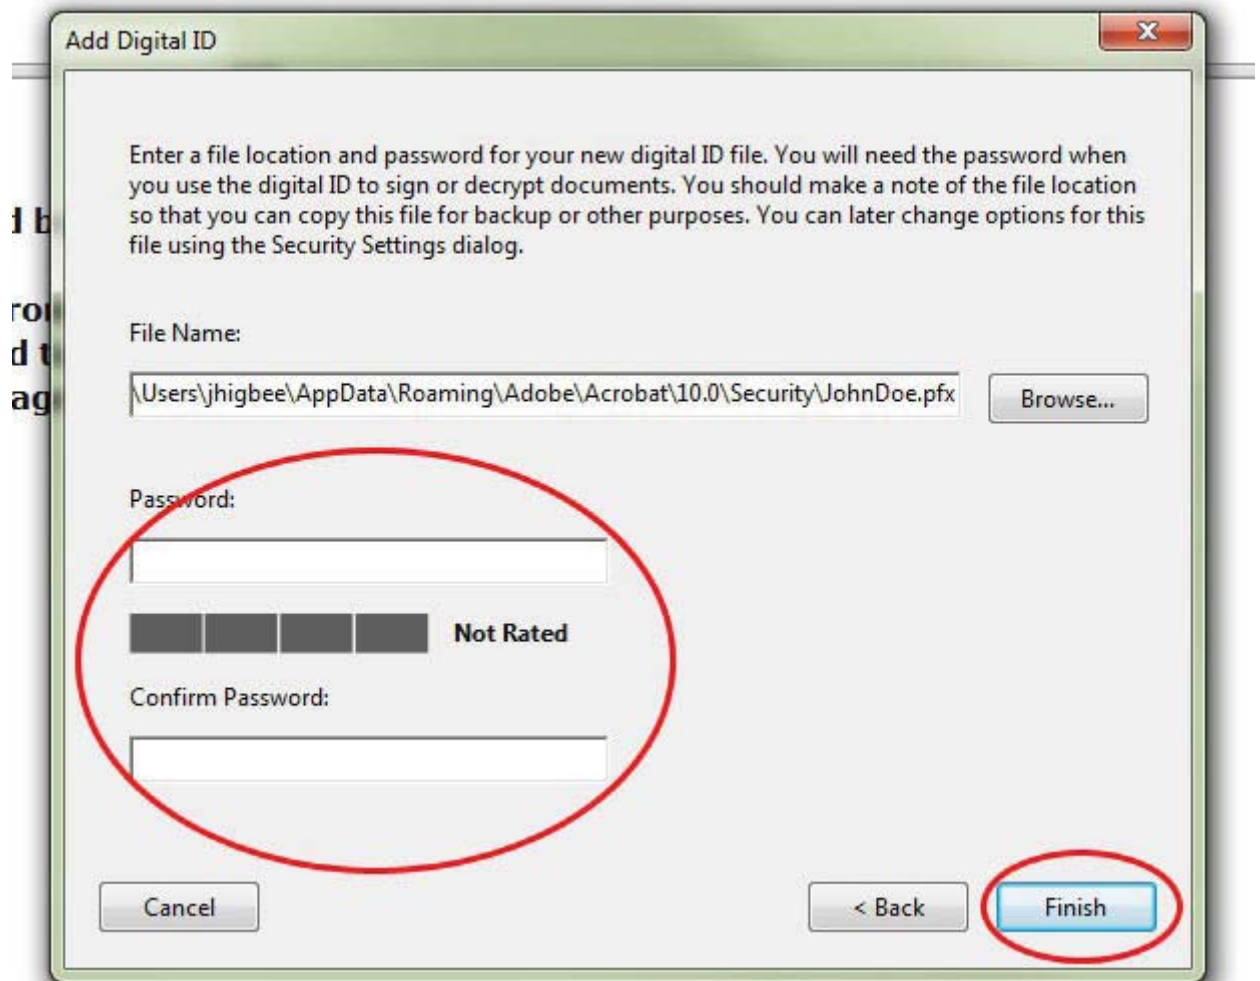 Add Digital ID
Enter a file location and password for your new digital ID file. You will need the password when
you use the digital ID to sign or decrypt documents. You should make a note of the file location
so that you can copy this file for backup or other purposes. You can later change options for this
file using the Security Settings dialog.
File Name:
\Users\jhigbee\AppData\Roaming\Adobe\Acrobat\10.0\Security\JohnDoe.pfx
Browse...
Password:
Not Rated
Confirm Password:
Cancel
< Back
Finish